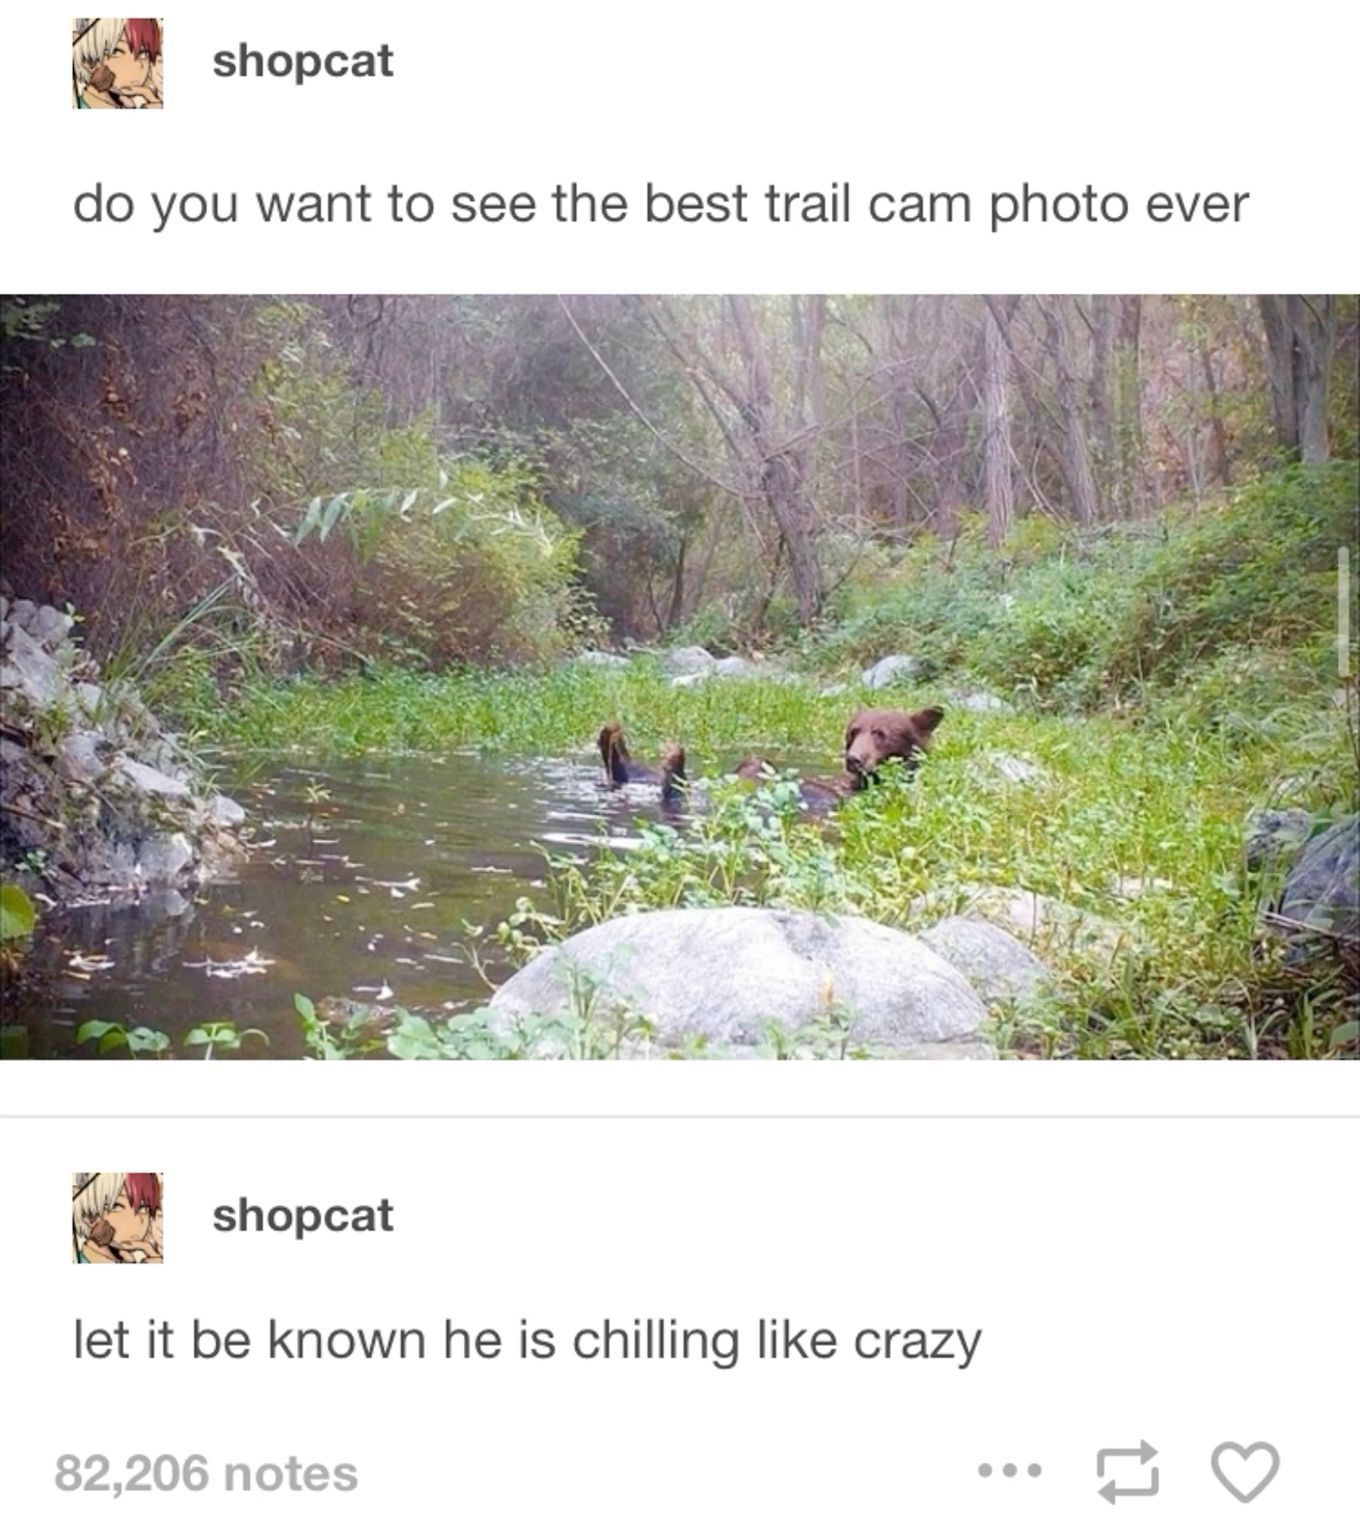 shopcat
do you want to see the best trail cam photo ever
shopcat
let it be known he is chilling like crazy
82,206 notes